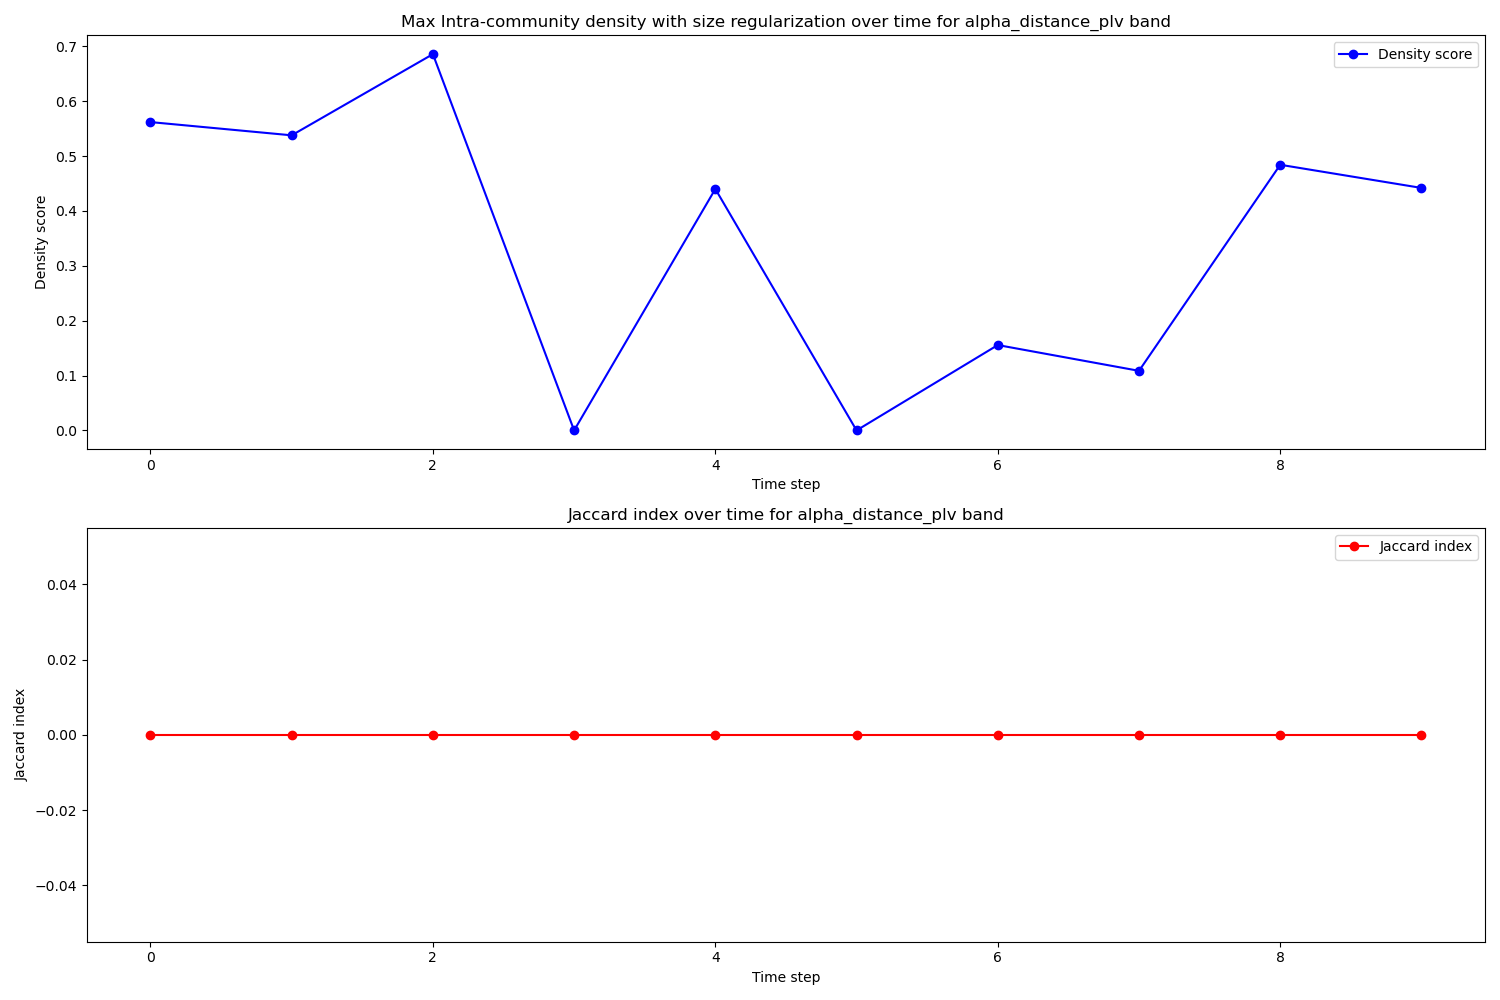 Max Intra-community density with size regularization over time for alpha_distance_plv band
0.7
0.6
0.5
0.4
0.3
0.2
0.1
0.0
Density score
Density score
0
2
4
6
8
Time step
Jaccard index over time for alpha_distance_plv band
0.04
0.02
0.00
−0.02
−0.04
Jaccard index
Jaccard index
0
2
4
6
8
Time step